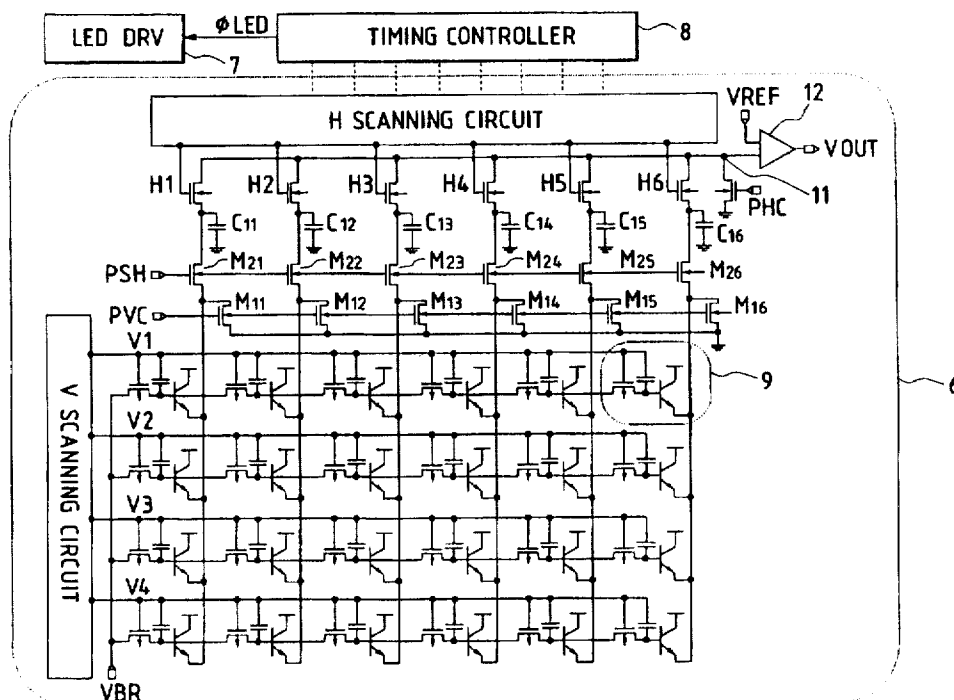 LED DRV
φLED
TIMING CONTROLLER
8
7
H SCANNING CIRCUIT
VREF
12
VOUT
H1 H2 H3 H4 H5 H6
11
PHC
C11 C12 C13 C14 C16
PSH
M21 M22 M23 M24 M25 M26
PVC
M11 M12 M13 M14 M15 M16
V1
9
6
V SCANNING CIRCUIT
V2
V3
V4
VBR